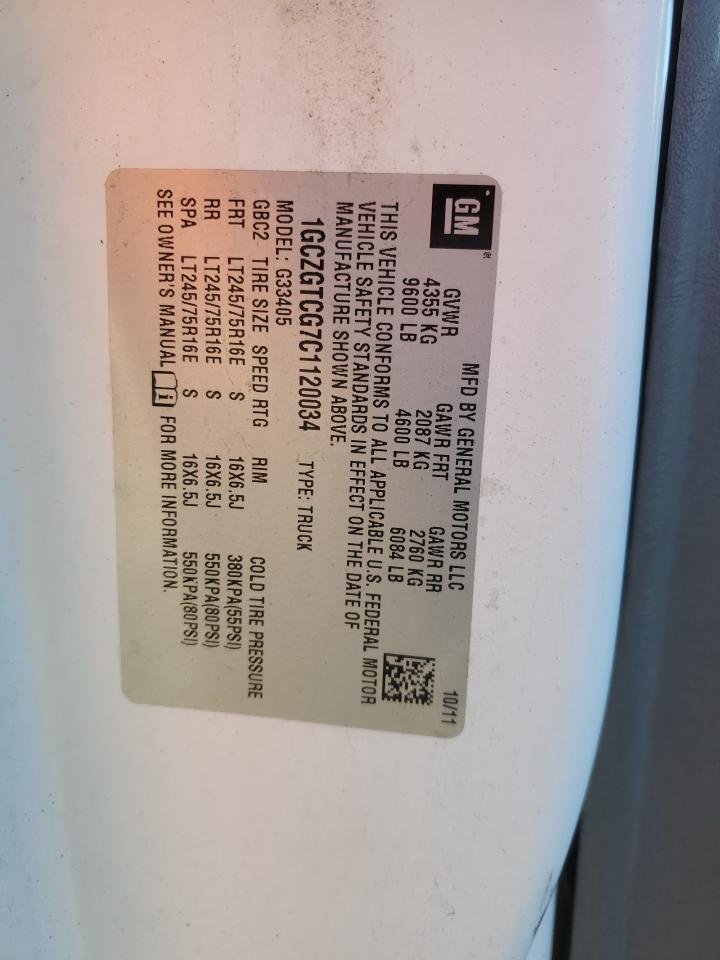 GM ®
MFD BY GENERAL MOTORS LLC 10/11
GVWR GAWR FRT GAWR RR
4355 KG 2087 KG 2760 KG
9600 LB 4600 LB 6084 LB
THIS VEHICLE CONFORMS TO ALL APPLICABLE U.S. FEDERAL MOTOR
VEHICLE SAFETY STANDARDS IN EFFECT ON THE DATE OF
MANUFACTURE SHOWN ABOVE.
1GCZGTCG7C1120034 TYPE: TRUCK
MODEL: G33405
GBC2 TIRE SIZE SPEED RTG RIM COLD TIRE PRESSURE
FRT LT245/75R16E S 16X6.5J 380KPA(55PSI)
RR LT245/75R16E S 16X6.5J 550KPA(80PSI)
SPA LT245/75R16E S 16X6.5J 550KPA(80PSI)
SEE OWNER'S MANUAL FOR MORE INFORMATION.